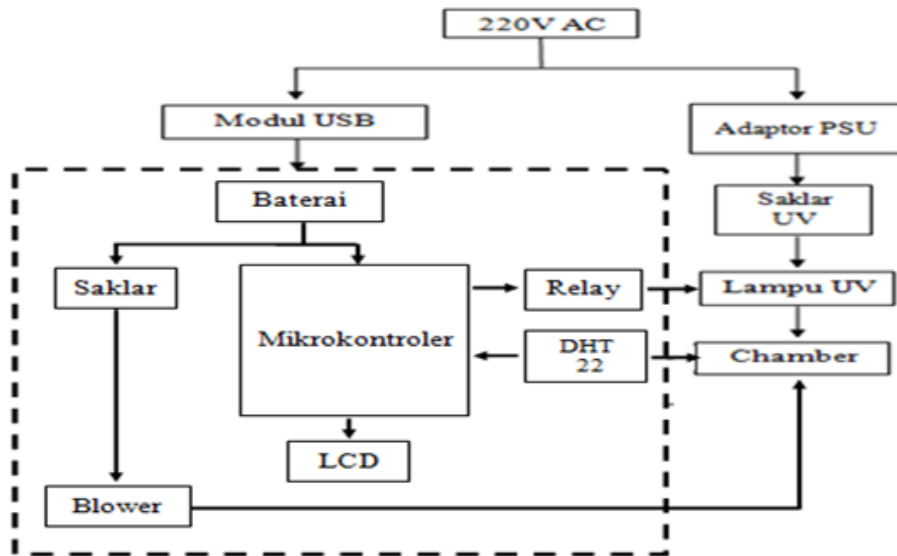 220V AC
Modul USB
Adaptor PSU
Baterai
Saklar
UV
Saklar
Mikrokontroler
Relay
Lampu UV
DHT
22
Chamber
LCD
Blower